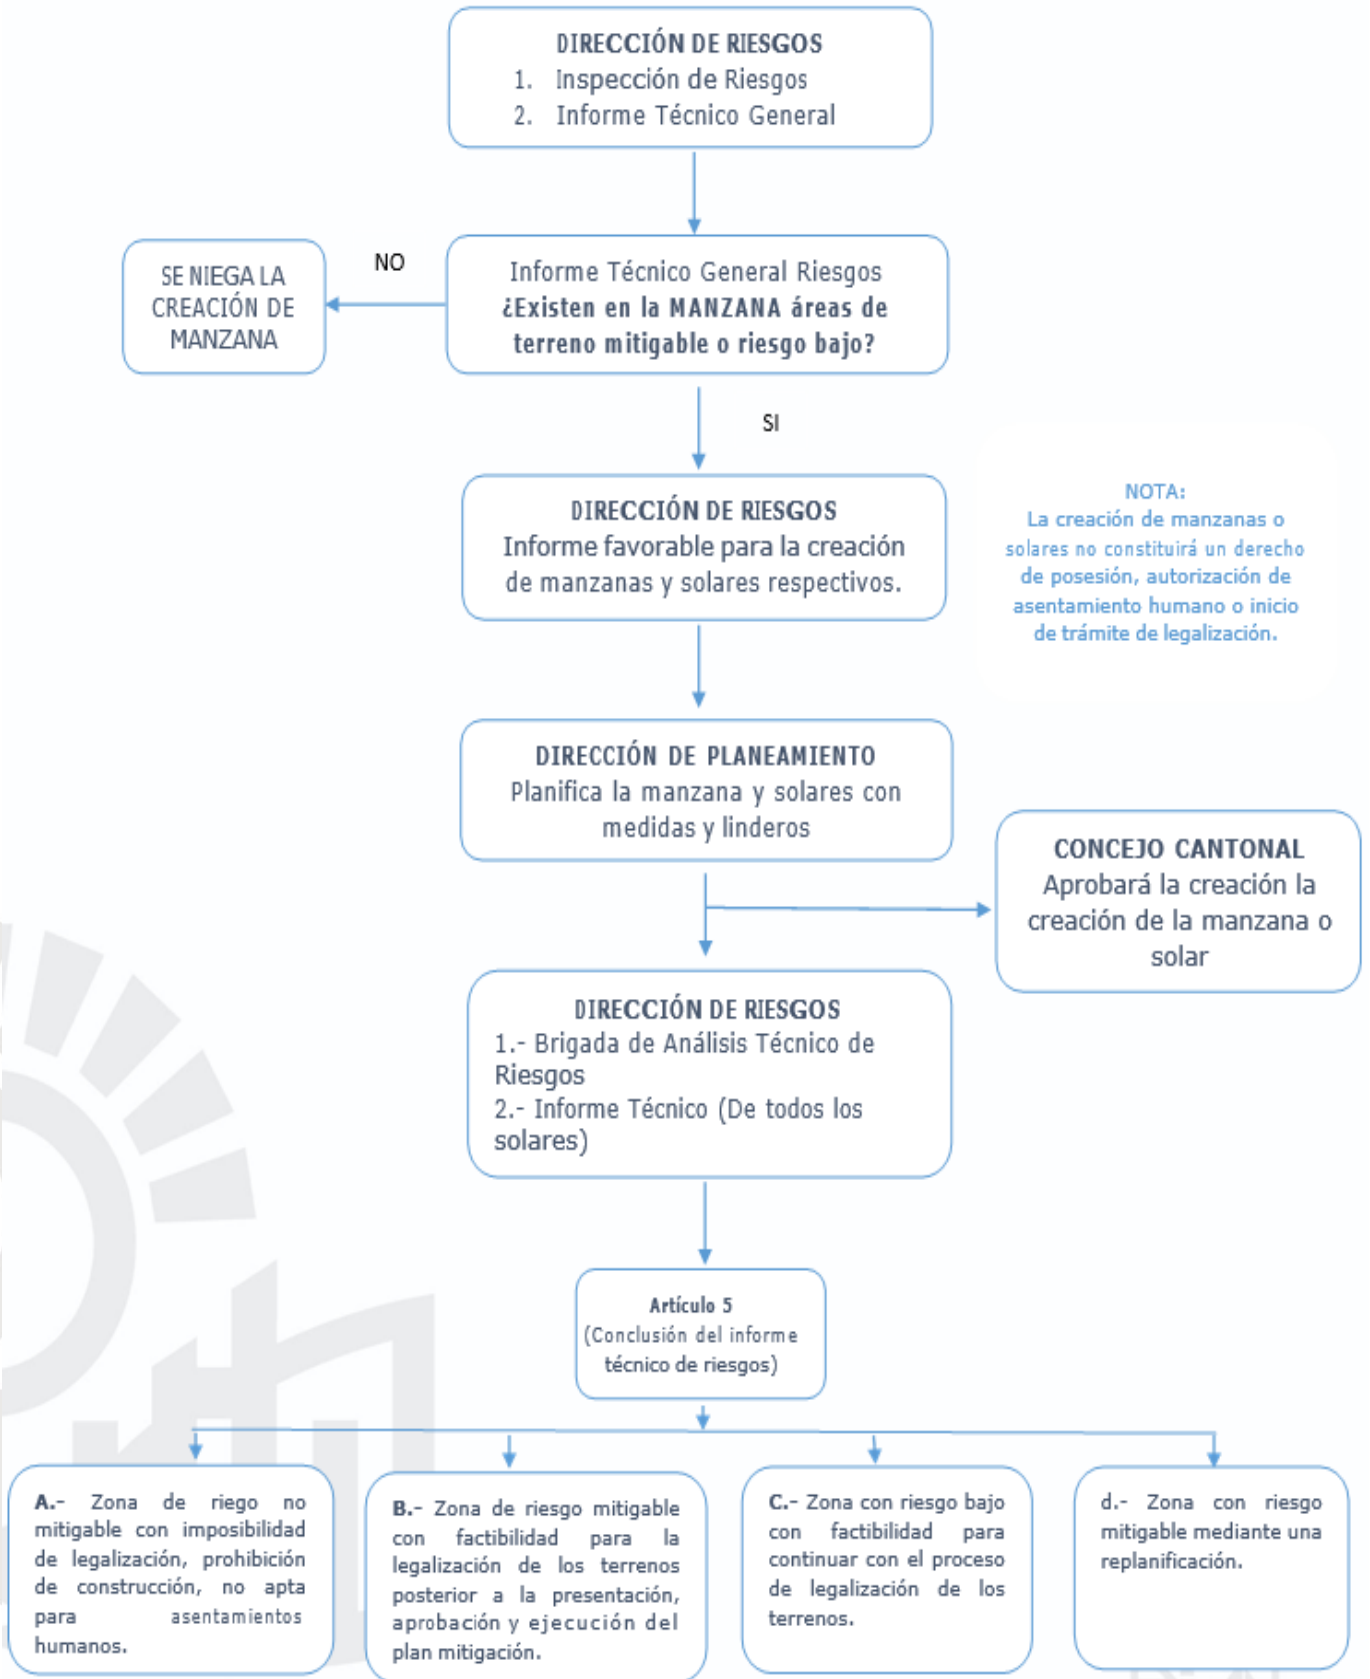 DIRECCIÓN DE RIESGOS
1. Inspección de Riesgos
2. Informe Técnico General
SE NIEGA LA
CREACIÓN DE
MANZANA
NO
Informe Técnico General Riesgos
¿Existen en la MANZANA áreas de
terreno mitigable o riesgo bajo?
SI
DIRECCIÓN DE RIESGOS
Informe favorable para la creación
de manzanas y solares respectivos.
NOTA:
La creación de manzanas o
solares no constituirá un derecho
de posesión, autorización de
asentamiento humano o inicio
de trámite de legalización.
DIRECCIÓN DE PLANEAMIENTO
Planifica la manzana y solares con
medidas y linderos
CONCEJO CANTONAL
Aprobará la creación la
creación de la manzana o
solar
DIRECCIÓN DE RIESGOS
1.- Brigada de Análisis Técnico de
Riesgos
2.- Informe Técnico (De todos los
solares)
Artículo 5
(Conclusión del informe
técnico de riesgos)
A.- Zona de riego no
mitigable con imposibilidad
de legalización, prohibición
de construcción, no apta
para asentamientos
humanos.
B.- Zona de riesgo mitigable
con factibilidad para la
legalización de los terrenos
posterior a la presentación,
aprobación y ejecución del
plan mitigación.
C.- Zona con riesgo bajo
con factibilidad para
continuar con el proceso
de legalización de los
terrenos.
d.- Zona con riesgo
mitigable mediante una
replanificación.